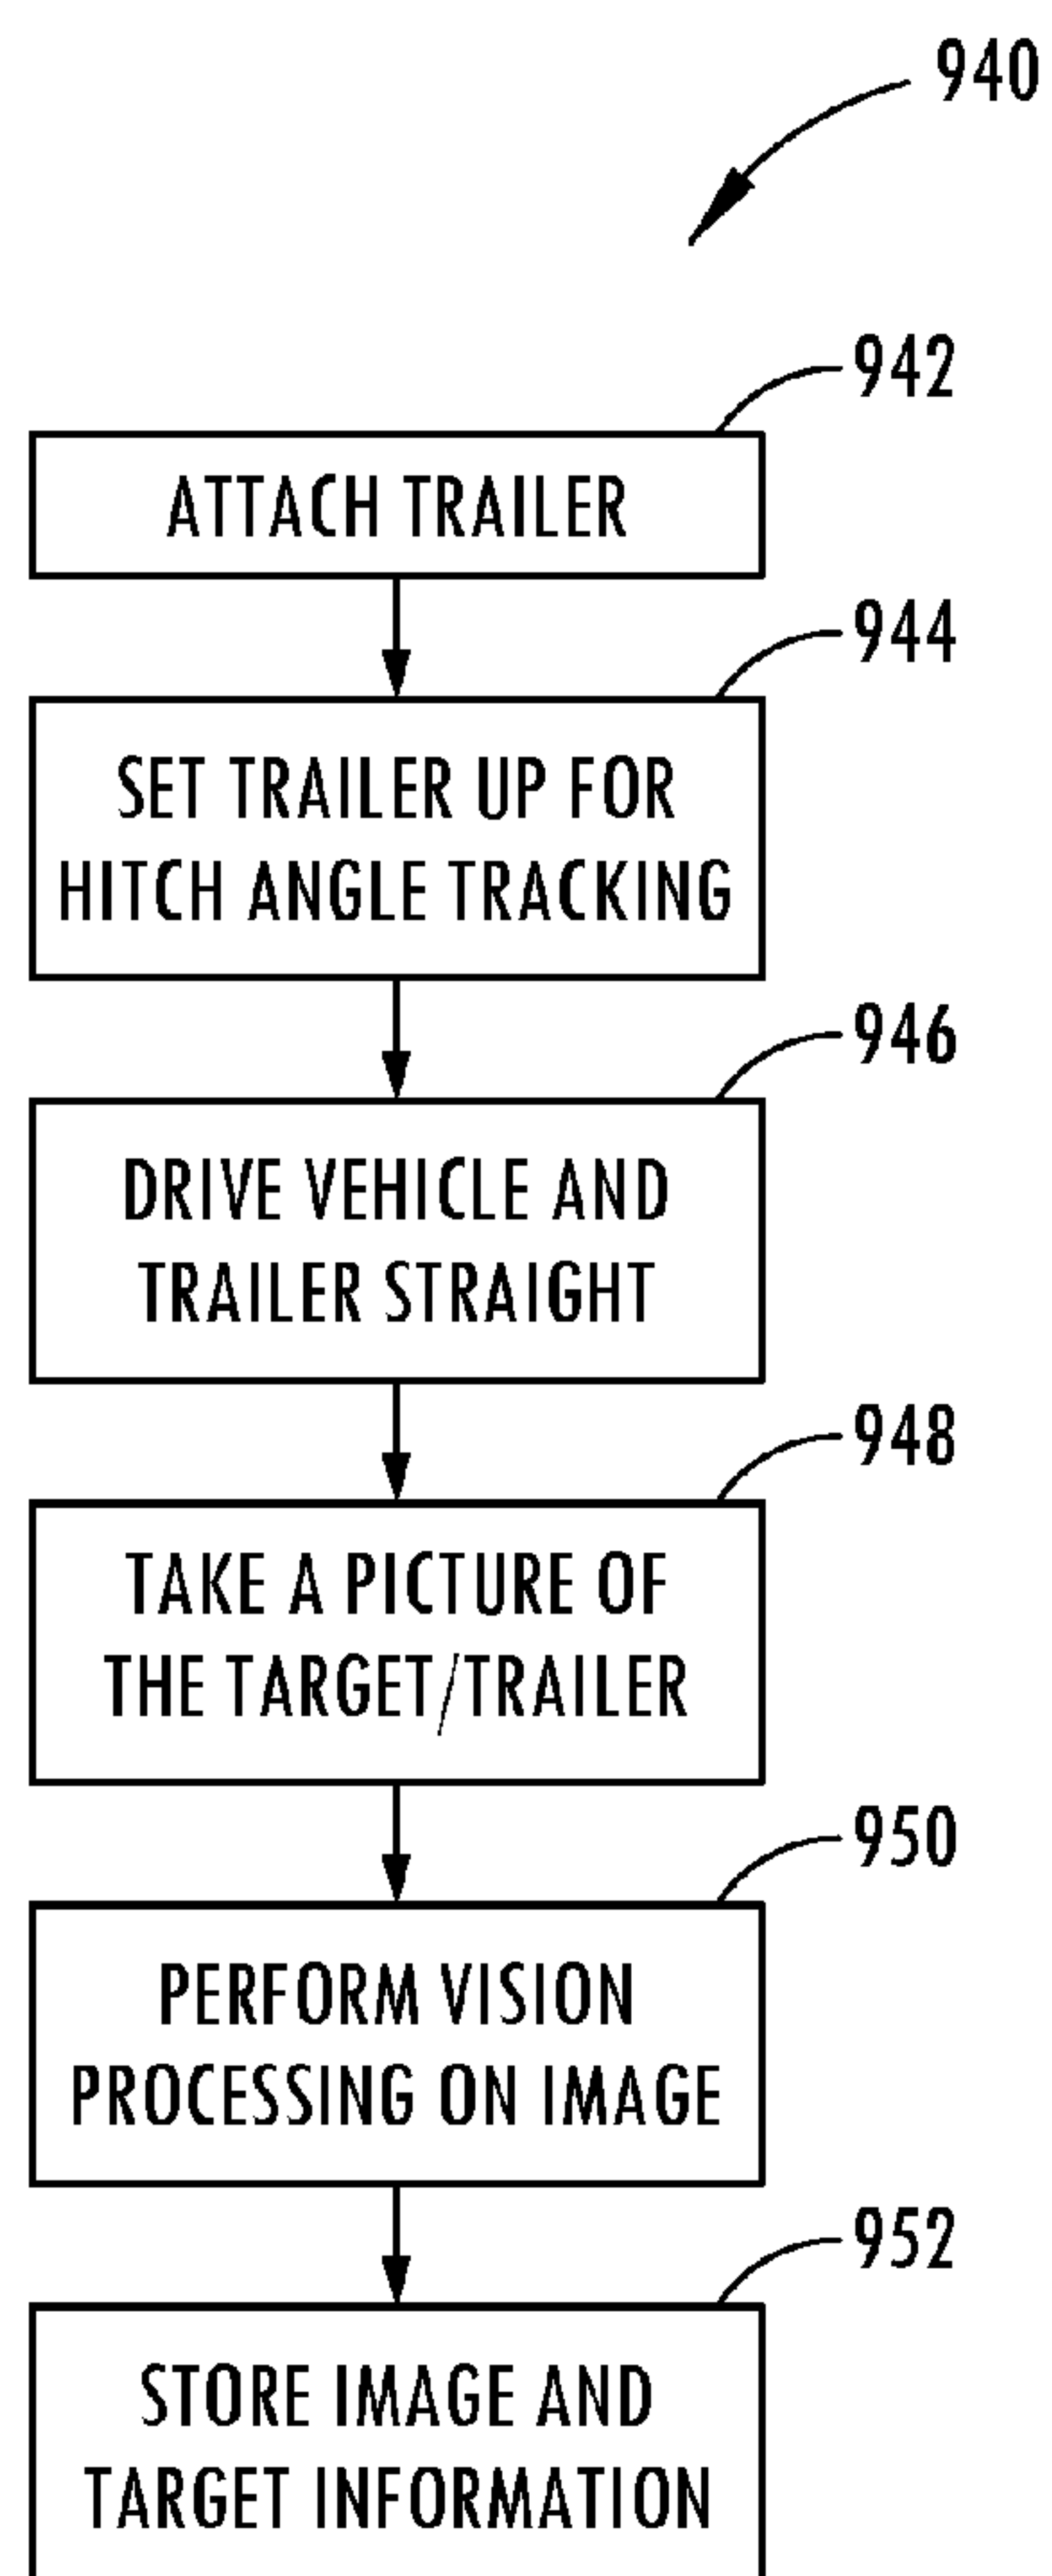 940
942
ATTACH TRAILER
944
SET TRAILER UP FOR
HITCH ANGLE TRACKING
946
DRIVE VEHICLE AND
TRAILER STRAIGHT
948
TAKE A PICTURE OF
THE TARGET/TRAILER
950
PERFORM VISION
PROCESSING ON IMAGE
952
STORE IMAGE AND
TARGET INFORMATION